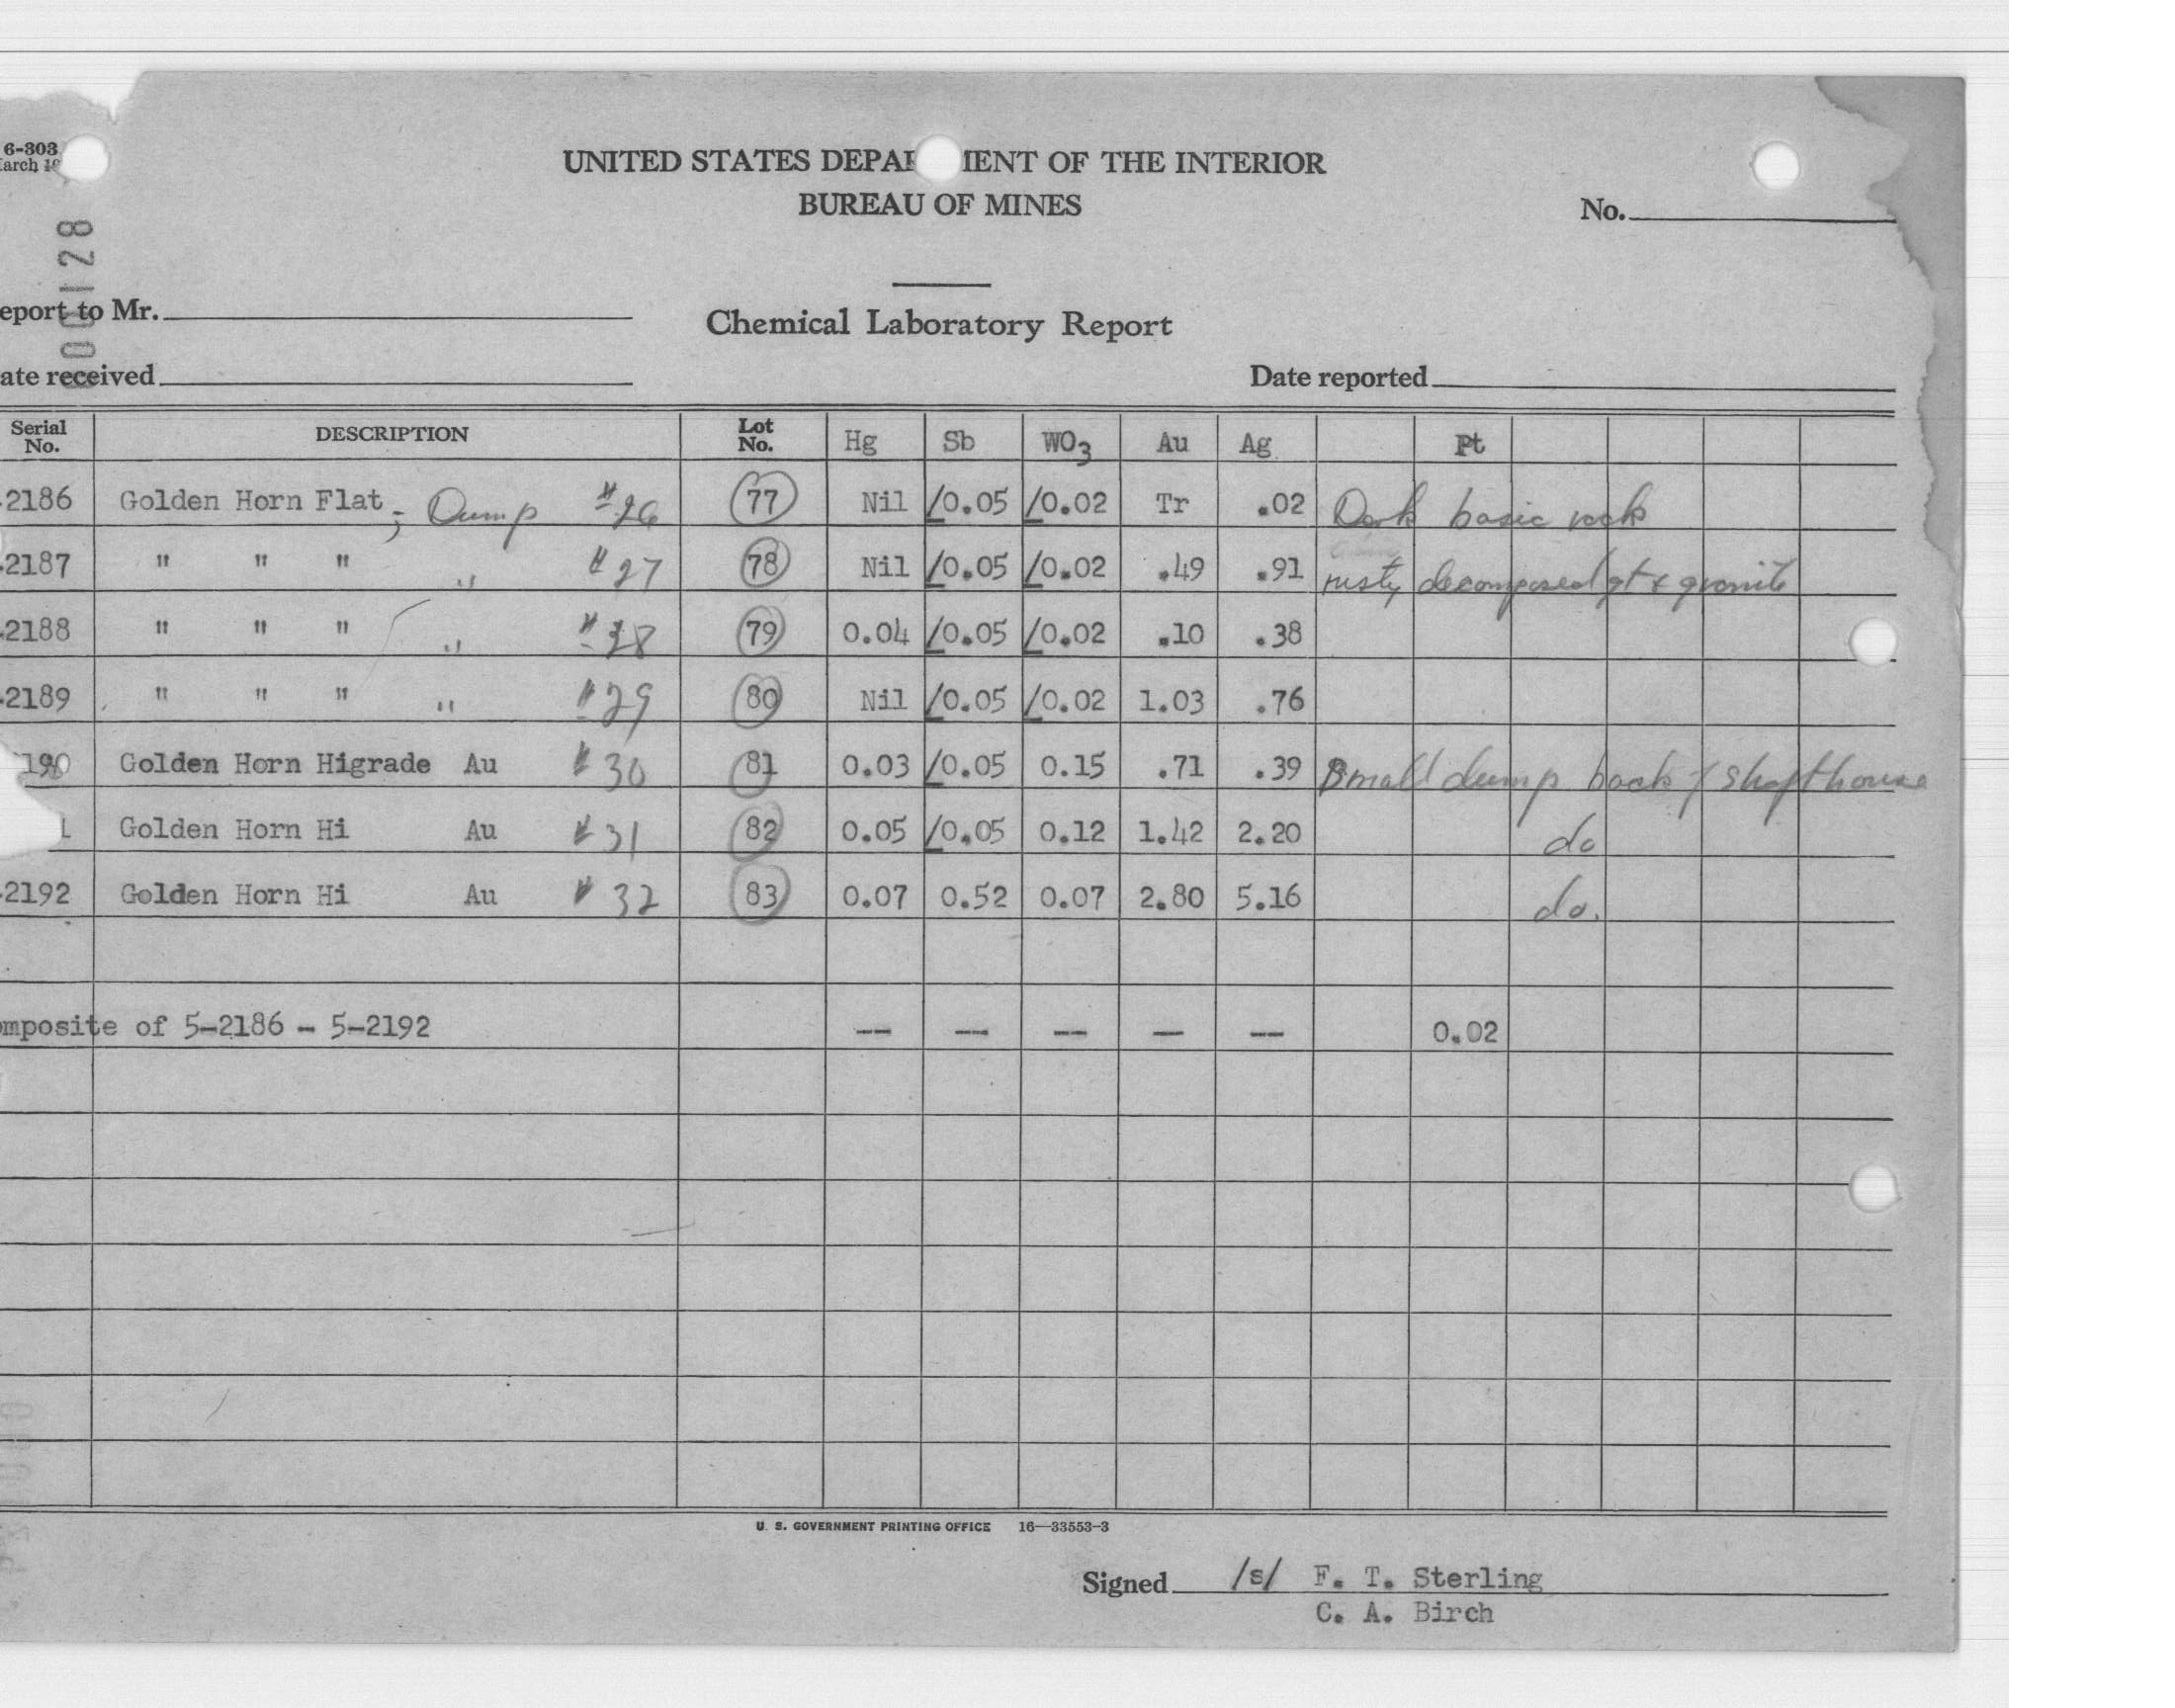 6-303
arch 19
UNITED STATES DEPA ENT OF THE INTERIOR
BUREAU OF MINES
No.
000128
eport to Mr.
Chemical Laboratory Report
ate received
Date reported
Serial No. DESCRIPTION Lot No. Hg Sb WO3 Au Ag Pt
-2186 Golden Horn Flat ; Dump #26 77 Nil /0.05 /0.02 Tr .02 Dark basic rock
-2187 " " " " #27 78 Nil /0.05 /0.02 .49 .91 rusty decomposed qt & granite
-2188 " " " " #28 79 0.04 /0.05 /0.02 .10 .38
-2189 " " " " #29 80 Nil /0.05 /0.02 1.03 .76
190 Golden Horn Higrade Au #30 81 0.03 /0.05 0.15 .71 .39 Small dump back of shafthouse
1 Golden Horn Hi Au #31 82 0.05 /0.05 0.12 1.42 2.20 do
-2192 Golden Horn Hi Au #32 83 0.07 0.52 0.07 2.80 5.16 do.
omposite of 5-2186 - 5-2192 -- -- -- -- -- 0.02
U. S. GOVERNMENT PRINTING OFFICE 16—33553-3
Signed /s/ F. T. Sterling
C. A. Birch